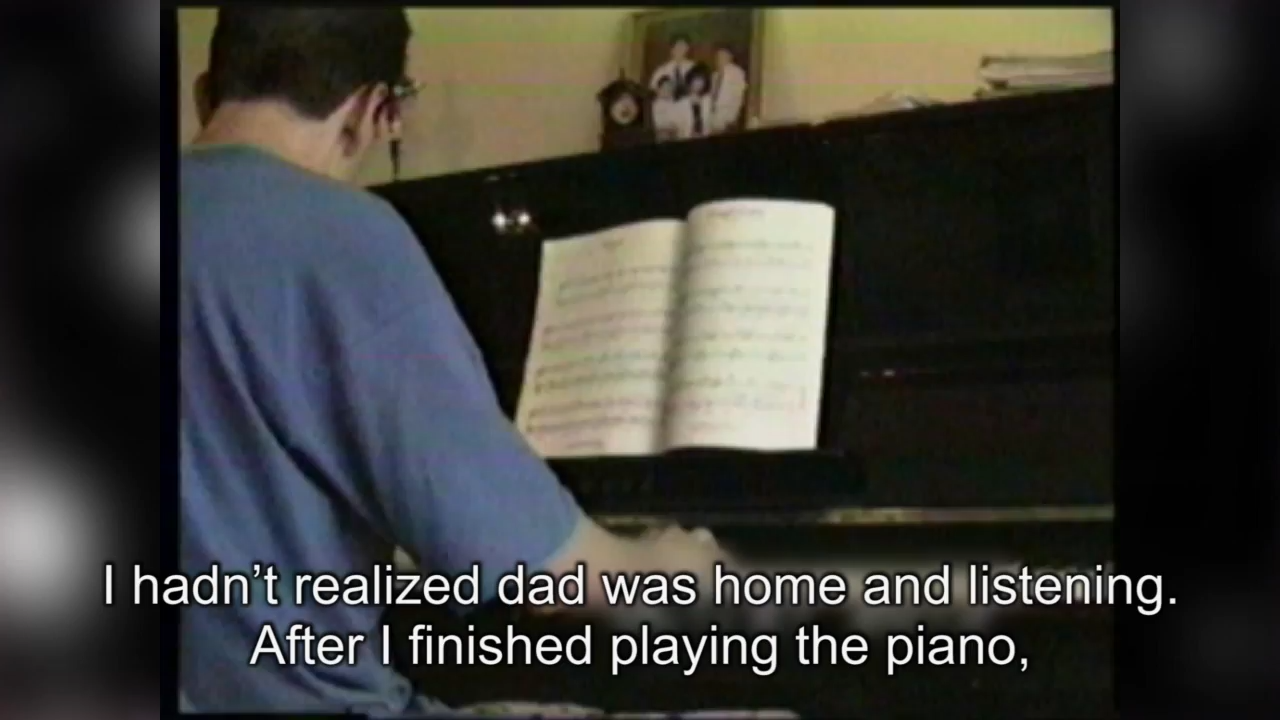 I hadn’t realized dad was home and listening.
After I finished playing the piano,